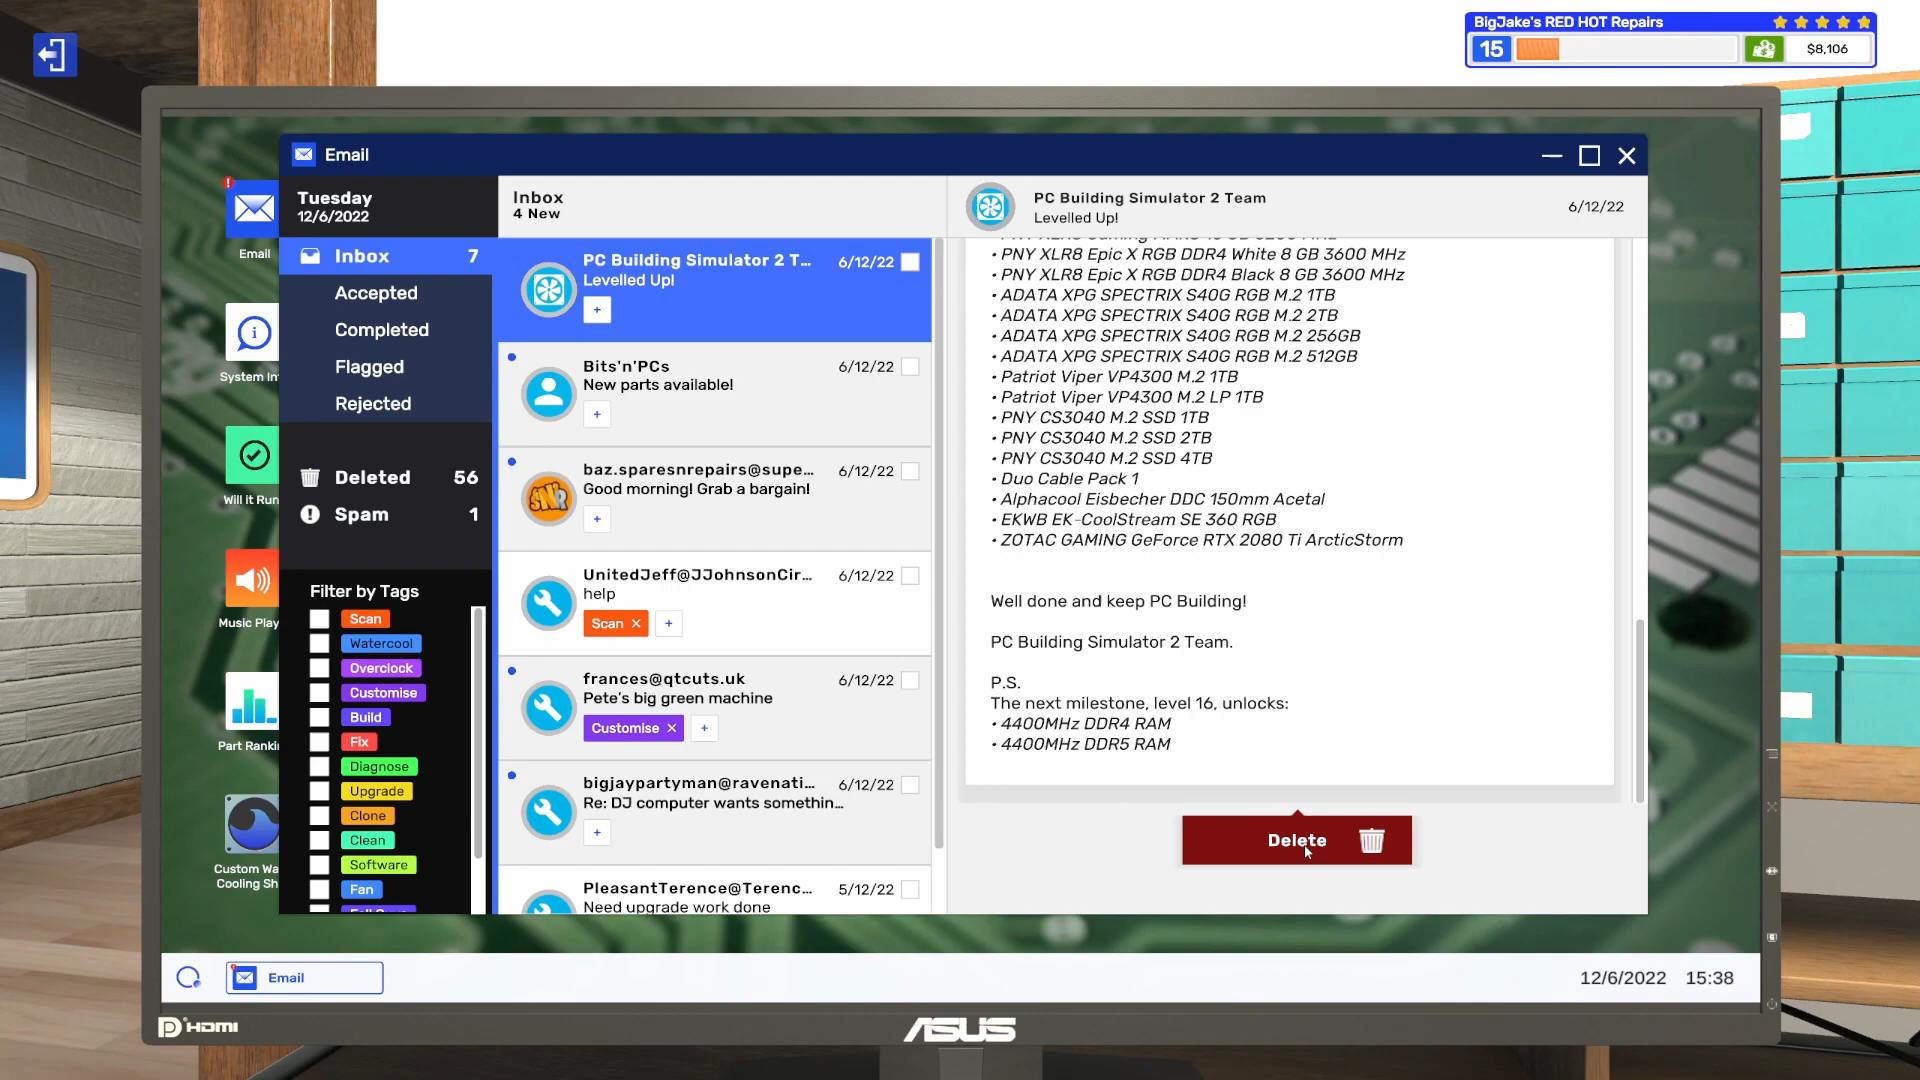 BigJake's RED HOT Repairs
15
$8,106
Email
Tuesday
12/6/2022
Inbox
4 New
PC Building Simulator 2 Team
Levelled Up!
6/12/22
Email
System In
Will it Run
Music Play
Part Ranki
Custom Wa
Cooling Sh
Inbox 7
Accepted
Completed
Flagged
Rejected
Deleted 56
Spam 1
Filter by Tags
Scan
Watercool
Overclock
Customise
Build
Fix
Diagnose
Upgrade
Clone
Clean
Software
Fan
PC Building Simulator 2 T... 6/12/22
Levelled Up!
+
Bits'n'PCs 6/12/22
New parts available!
+
baz.sparesnrepairs@supe... 6/12/22
Good morning! Grab a bargain!
SNR
+
UnitedJeff@JJohnsonCir... 6/12/22
help
Scan × +
frances@qtcuts.uk 6/12/22
Pete's big green machine
Customise × +
bigjaypartyman@ravenati... 6/12/22
Re: DJ computer wants somethin...
+
PleasantTerence@Terenc... 5/12/22
Need upgrade work done
• PNY XLR8 Epic X RGB DDR4 White 8 GB 3600 MHz
• PNY XLR8 Epic X RGB DDR4 Black 8 GB 3600 MHz
• ADATA XPG SPECTRIX S40G RGB M.2 1TB
• ADATA XPG SPECTRIX S40G RGB M.2 2TB
• ADATA XPG SPECTRIX S40G RGB M.2 256GB
• ADATA XPG SPECTRIX S40G RGB M.2 512GB
• Patriot Viper VP4300 M.2 1TB
• Patriot Viper VP4300 M.2 LP 1TB
• PNY CS3040 M.2 SSD 1TB
• PNY CS3040 M.2 SSD 2TB
• PNY CS3040 M.2 SSD 4TB
• Duo Cable Pack 1
• Alphacool Eisbecher DDC 150mm Acetal
• EKWB EK-CoolStream SE 360 RGB
• ZOTAC GAMING GeForce RTX 2080 Ti ArcticStorm
Well done and keep PC Building!
PC Building Simulator 2 Team.
P.S.
The next milestone, level 16, unlocks:
• 4400MHz DDR4 RAM
• 4400MHz DDR5 RAM
Delete
Email
12/6/2022 15:38
HDMI
ASUS